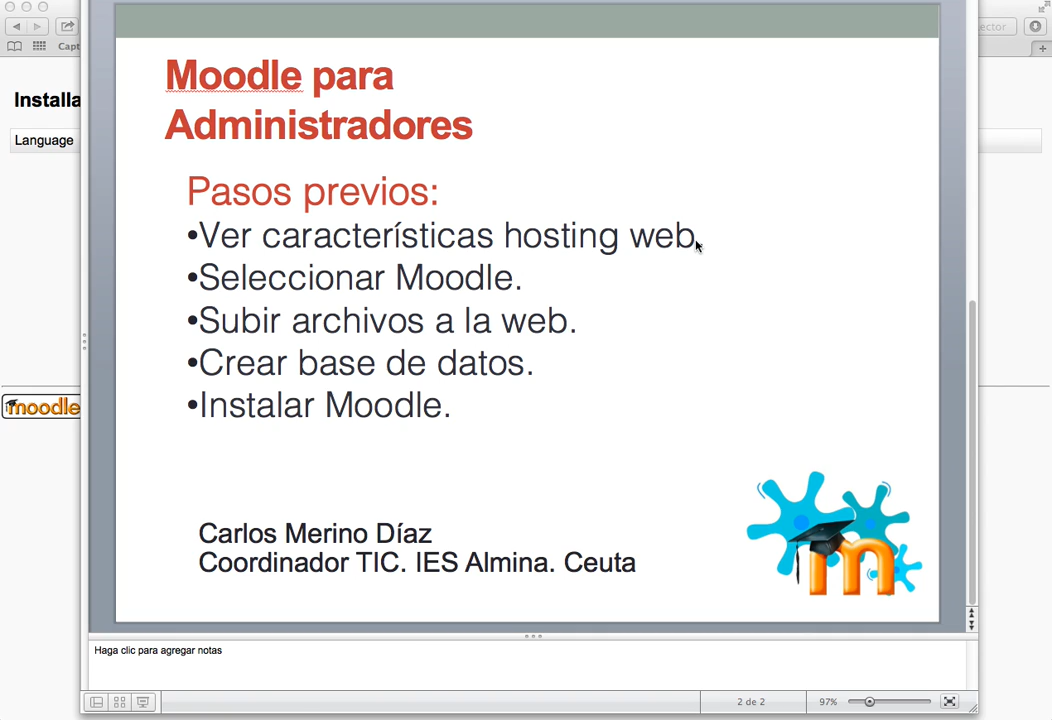 ector
Capt
Installa
Language
moodle
Moodle para
Administradores
Pasos previos:
•Ver características hosting web.
•Seleccionar Moodle.
•Subir archivos a la web.
•Crear base de datos.
•Instalar Moodle.
Carlos Merino Díaz
Coordinador TIC. IES Almina. Ceuta
m
Haga clic para agregar notas
2 de 2
97%